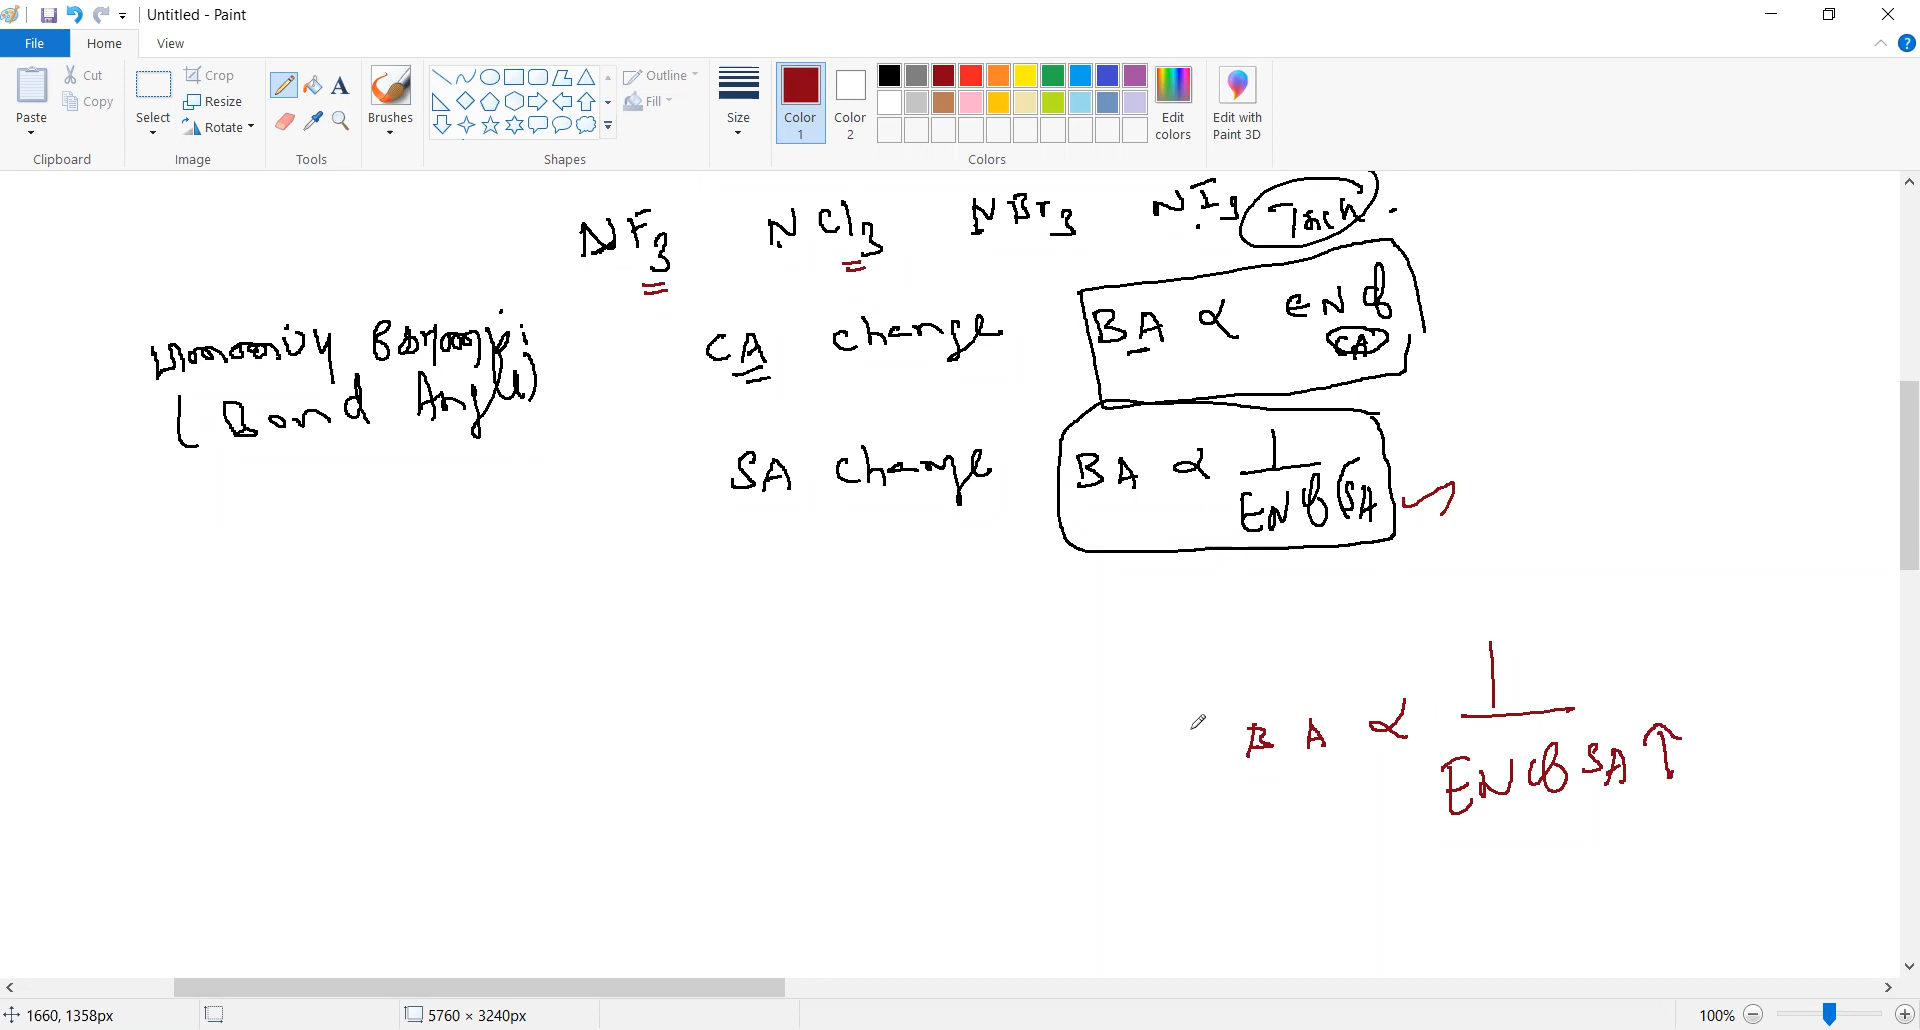 Untitled - Paint
File Home View
Paste
Cut
Copy
Clipboard
Select
Crop
Resize
Rotate
Image
Tools
Brushes
Shapes
Outline
Fill
Size
Color 1
Color 2
Edit colors
Edit with Paint 3D
Colors
NF3 NCl3 NBr3 NI3
(Bond Angle)
CA change BA ∝ EN of CA
SA change BA ∝ 1/EN of SA
BA ∝ 1/EN of SA ↑
1660, 1358px 5760 × 3240px 100%